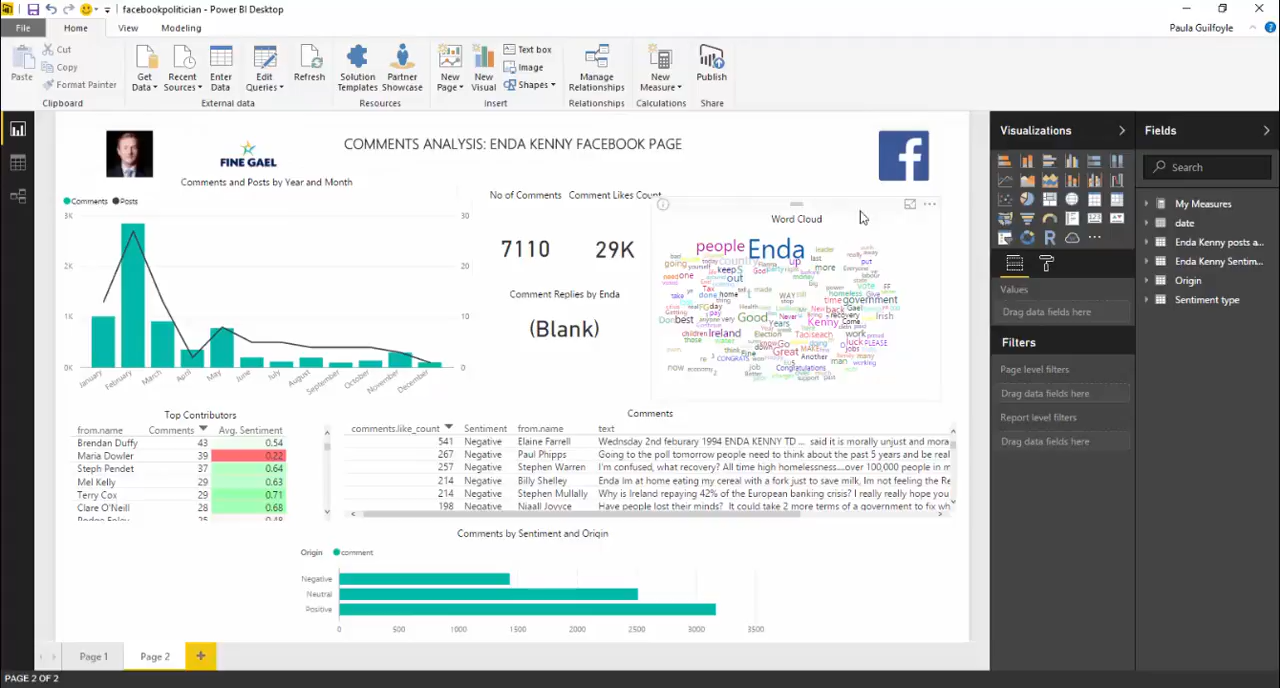 facebookpolitician - Power BI Desktop
Paula Guilfoyle
File Home View Modeling
Paste
Cut
Copy
Format Painter
Clipboard
Get Data
Recent Sources
Enter Data
Edit Queries
Refresh
External data
Solution Templates
Partner Showcase
Resources
New Page
New Visual
Text box
Image
Shapes
Insert
Manage Relationships
Relationships
New Measure
Calculations
Publish
Share
FINE GAEL
COMMENTS ANALYSIS: ENDA KENNY FACEBOOK PAGE
Comments and Posts by Year and Month
Comments Posts
3K
2K
1K
0K
30
20
10
0
January February March April May June July August September October November December
No of Comments
7110
Comment Likes Count
29K
Comment Replies by Enda
(Blank)
Word Cloud
Enda
people
government
Kenny
Ireland
Good
Great
Years
country
Congratulations
Irish
luck PLEASE
Top Contributors
from.name Comments Avg. Sentiment
Brendan Duffy 43 0.54
Maria Dowler 39 0.22
Steph Pendet 37 0.64
Mel Kelly 29 0.63
Terry Cox 29 0.71
Clare O'Neill 28 0.68
Comments
comments.like_count Sentiment from.name text
541 Negative Elaine Farrell Wednsday 2nd feburary 1994 ENDA KENNY TD ... said it is morally unjust and mora
267 Negative Paul Phipps Going to the poll tomorrow people need to think about the past 5 years and be real
257 Negative Stephen Warren I'm confused, what recovery? All time high homelessness....over 100,000 people in m
214 Negative Billy Shelley Enda Im at home eating my cereal with a fork just to save milk, Im not feeling the Re
214 Negative Stephen Mullally Why is Ireland repaying 42% of the European banking crisis? I really really hope you
198 Negative Niaall Joyvce Have people lost their minds? It could take 2 more terms of a government to fix wh
Comments by Sentiment and Origin
Origin comment
Negative
Neutral
Positive
0 500 1000 1500 2000 2500 3000 3500
Visualizations
Values
Drag data fields here
Filters
Page level filters
Drag data fields here
Report level filters
Drag data fields here
Fields
Search
My Measures
date
Enda Kenny posts a...
Enda Kenny Sentim...
Origin
Sentiment type
Page 1 Page 2
PAGE 2 OF 2